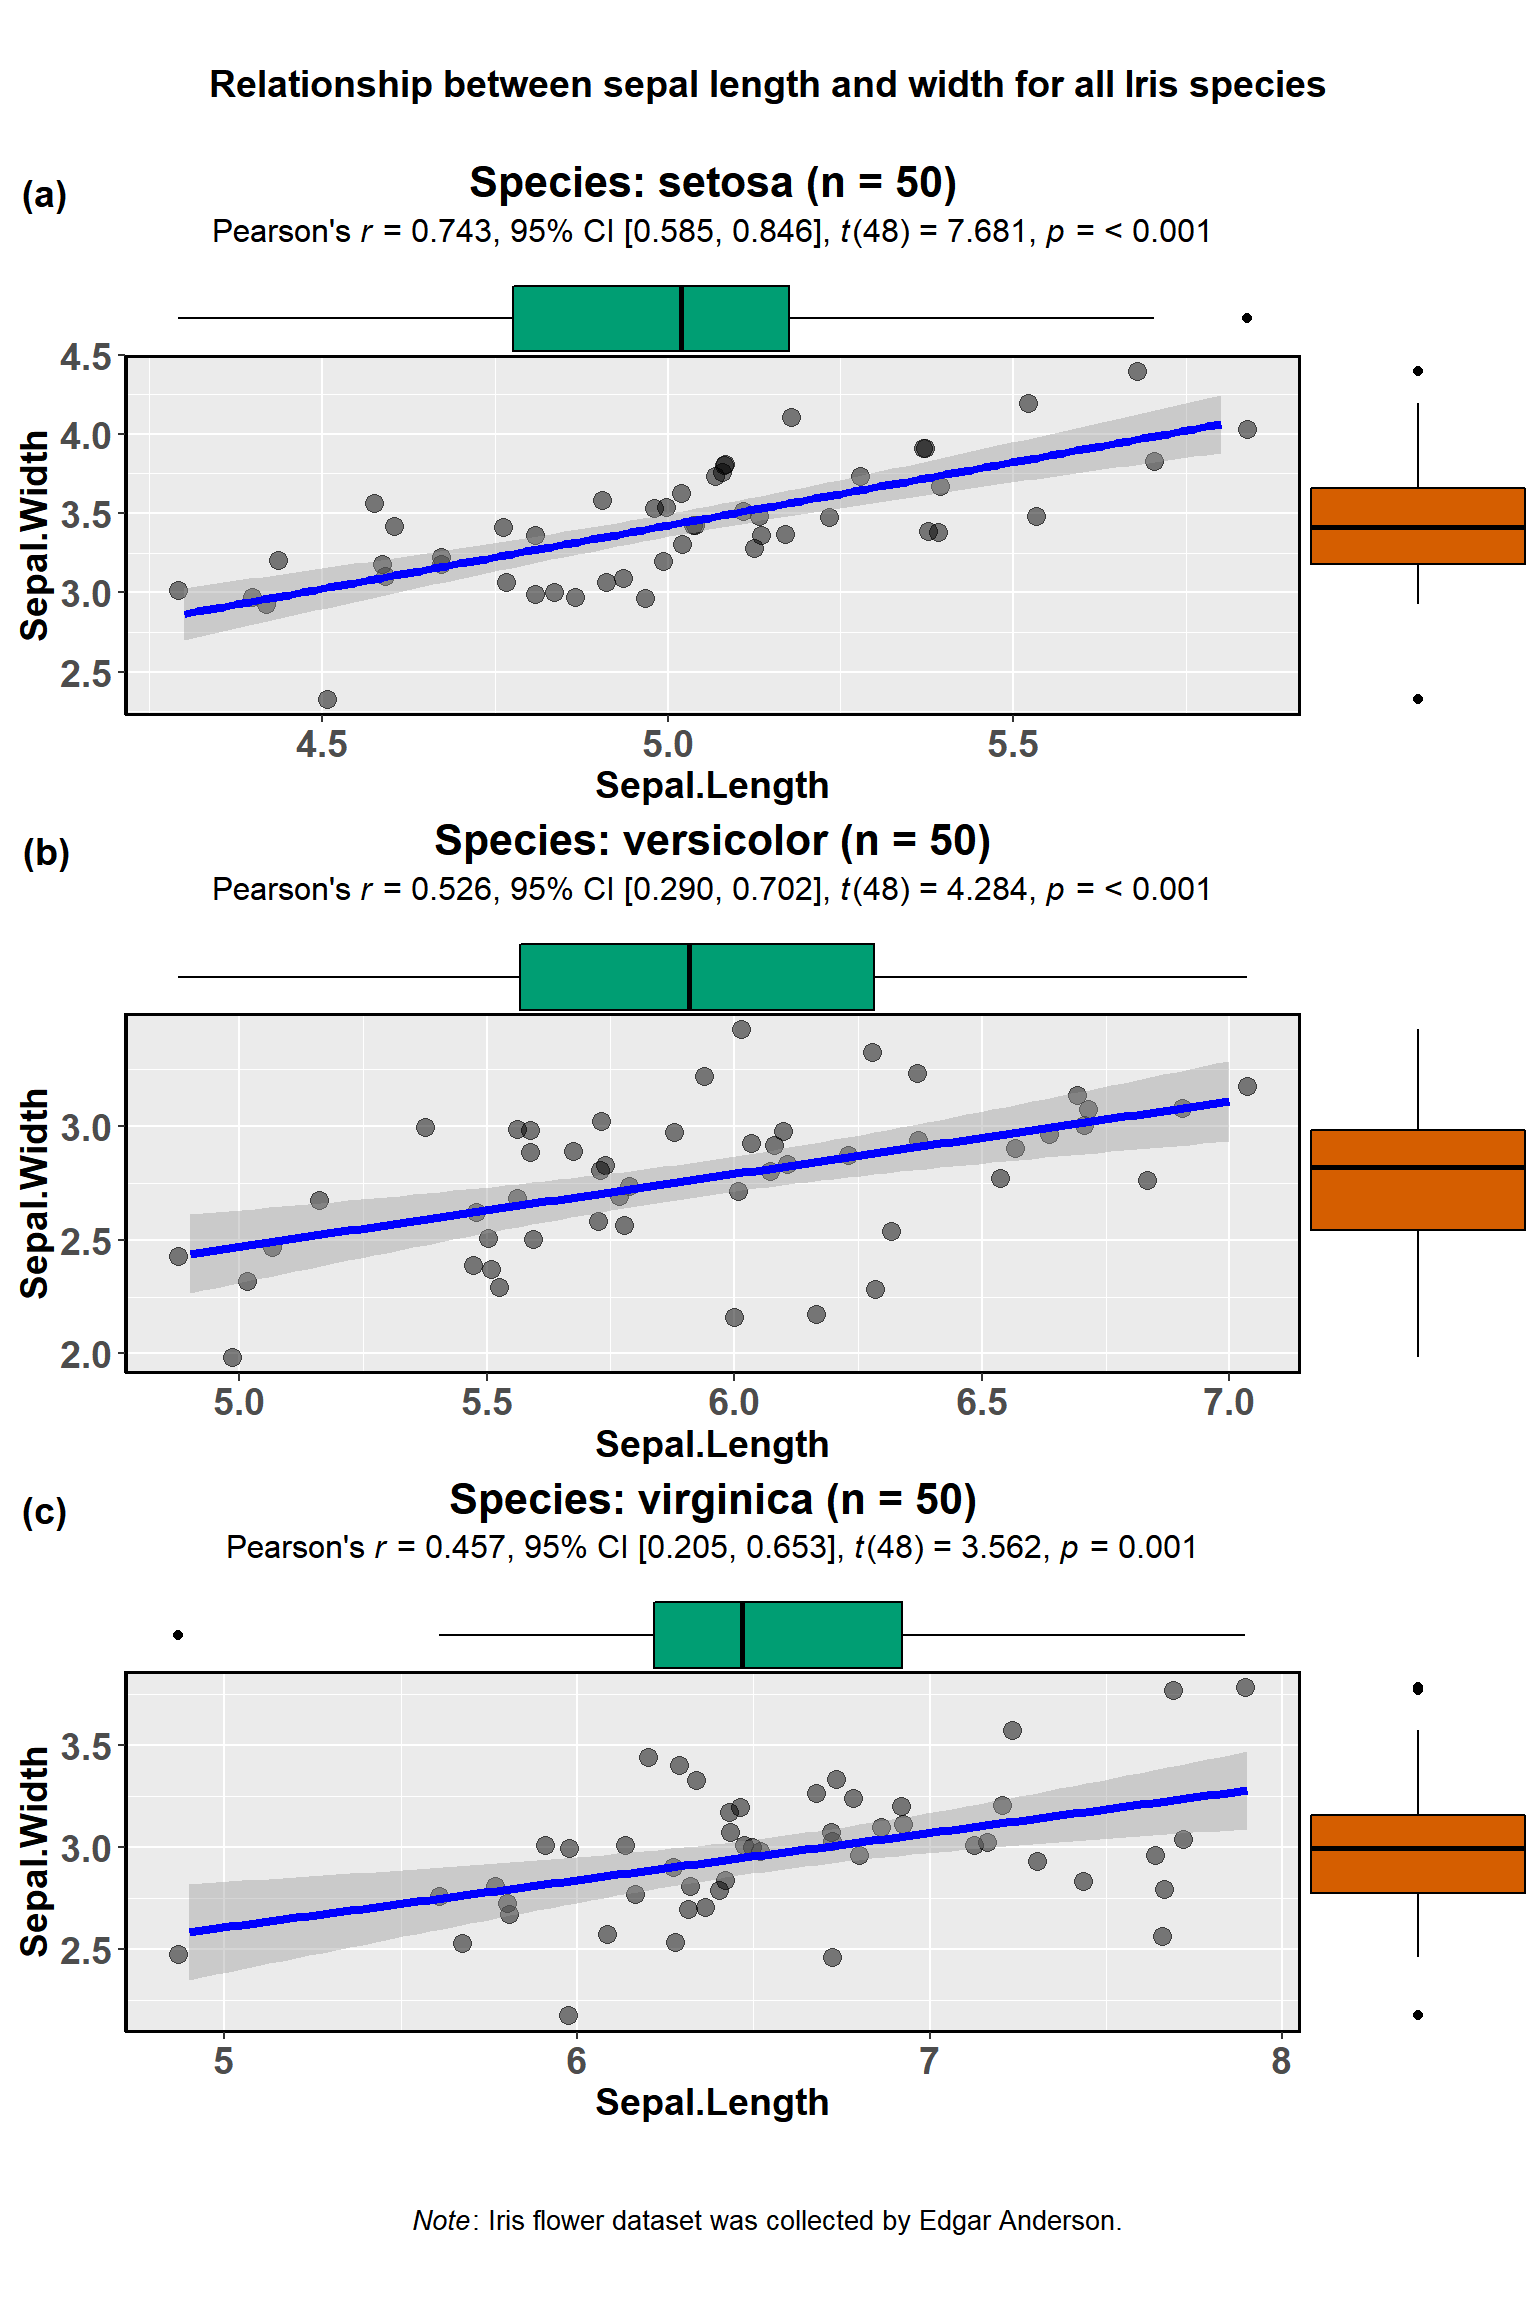 Relationship between sepal length and width for all Iris species
(a)
Species: setosa (n = 50)
Pearson's r = 0.743, 95% CI [0.585, 0.846], t(48) = 7.681, p = < 0.001
4.5
4.0
3.5
3.0
2.5
Sepal.Width
4.5 5.0 5.5
Sepal.Length
(b)
Species: versicolor (n = 50)
Pearson's r = 0.526, 95% CI [0.290, 0.702], t(48) = 4.284, p = < 0.001
3.0
2.5
2.0
Sepal.Width
5.0 5.5 6.0 6.5 7.0
Sepal.Length
(c)
Species: virginica (n = 50)
Pearson's r = 0.457, 95% CI [0.205, 0.653], t(48) = 3.562, p = 0.001
3.5
3.0
2.5
Sepal.Width
5 6 7 8
Sepal.Length
Note: Iris flower dataset was collected by Edgar Anderson.